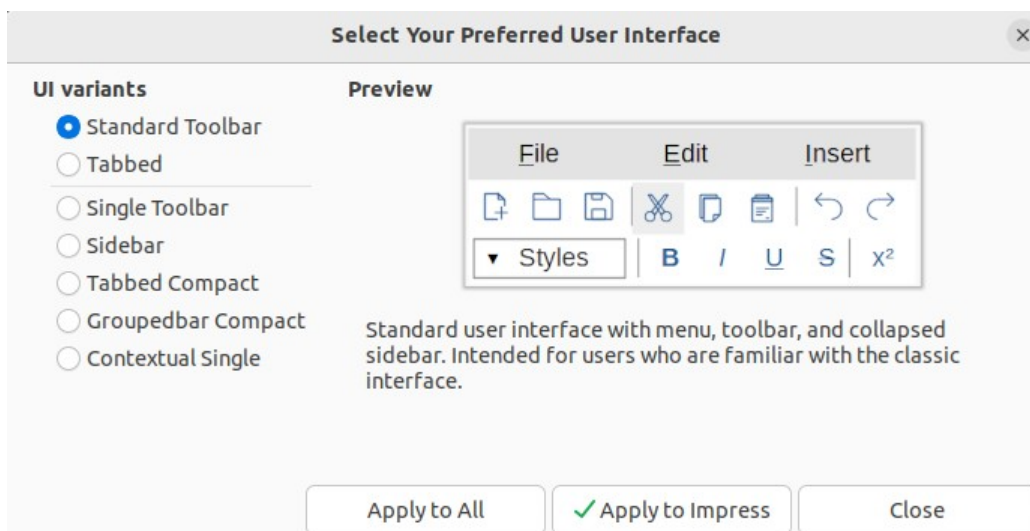 Select Your Preferred User Interface
UI variants
Standard Toolbar
Tabbed
Single Toolbar
Sidebar
Tabbed Compact
Groupedbar Compact
Contextual Single
Preview
File Edit Insert
Styles B I U S x²
Standard user interface with menu, toolbar, and collapsed
sidebar. Intended for users who are familiar with the classic
interface.
Apply to All Apply to Impress Close